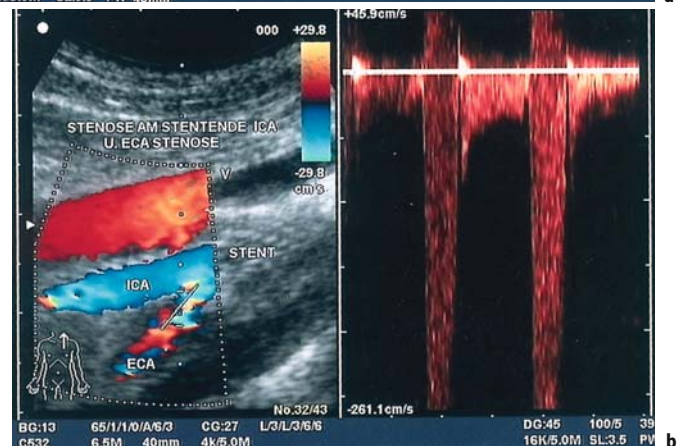 a
000 +29.8
+45.9cm/s
STENOSE AM STENTENDE ICA
U. ECA STENOSE
-29.8
cm s
V
STENT
ICA
ECA
No.32/43
-261.1cm/s
BG:13 65/1/1/0/A/6/3 CG:27 L/3/L/3/6/6 DG:45 100/5 39
C532 6.5M 40mm 4k/5.0M 16K/5.0M SL:3.5 PW
b